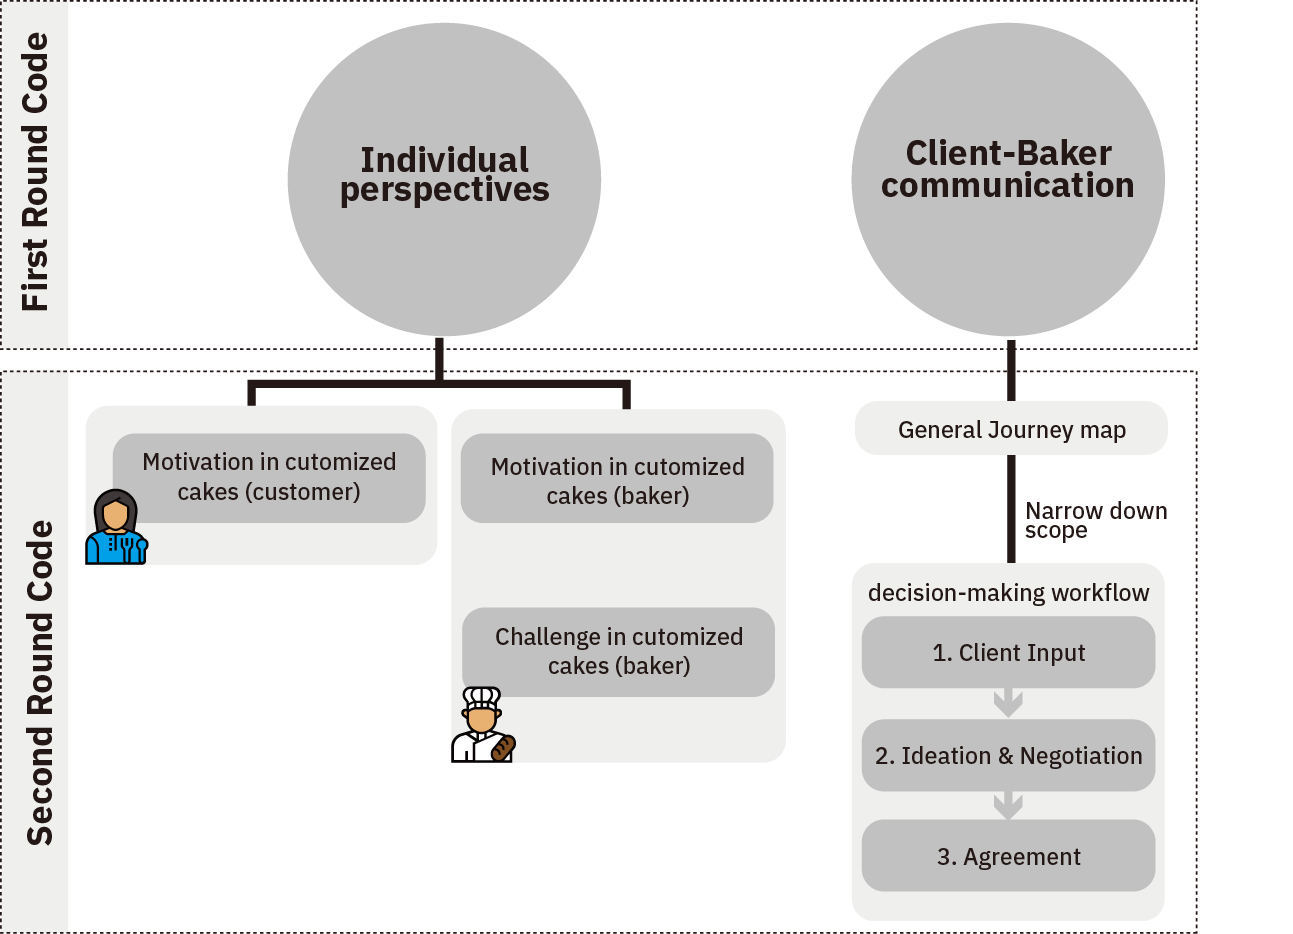 First Round Code
Individual
perspectives
Client-Baker
communication
Second Round Code
Motivation in cutomized
cakes (customer)
Motivation in cutomized
cakes (baker)
Challenge in cutomized
cakes (baker)
General Journey map
Narrow down
scope
decision-making workflow
1. Client Input
2. Ideation & Negotiation
3. Agreement